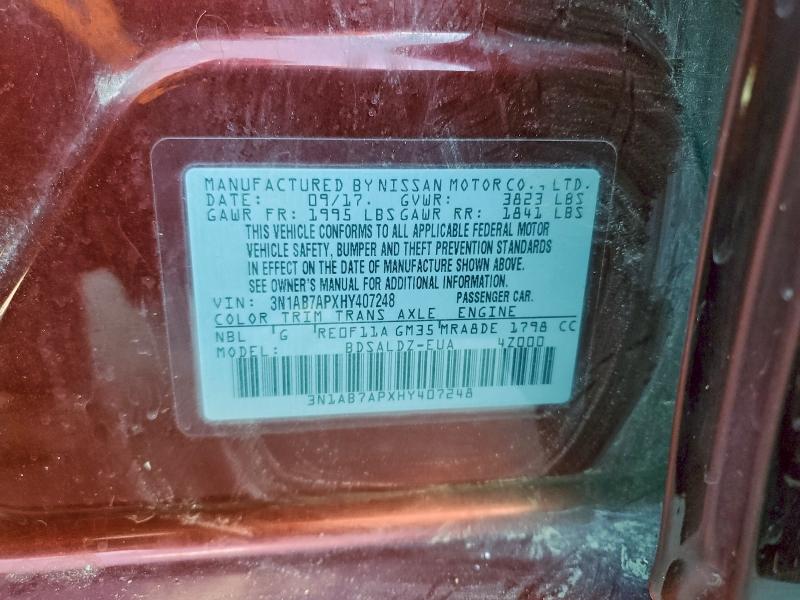 MANUFACTURED BY NISSAN MOTOR CO., LTD.
DATE: 09/17. GVWR: 3823 LBS
GAWR FR: 1995 LBS GAWR RR: 1841 LBS
THIS VEHICLE CONFORMS TO ALL APPLICABLE FEDERAL MOTOR
VEHICLE SAFETY, BUMPER AND THEFT PREVENTION STANDARDS
IN EFFECT ON THE DATE OF MANUFACTURE SHOWN ABOVE.
SEE OWNER'S MANUAL FOR ADDITIONAL INFORMATION.
VIN: 3N1AB7APXHY407248 PASSENGER CAR.
COLOR TRIM TRANS AXLE ENGINE
NBL G RE0F11A GM35 MRA8DE 1798 CC
MODEL: BDSALDZ-EUA 4Z000
3N1AB7APXHY407248